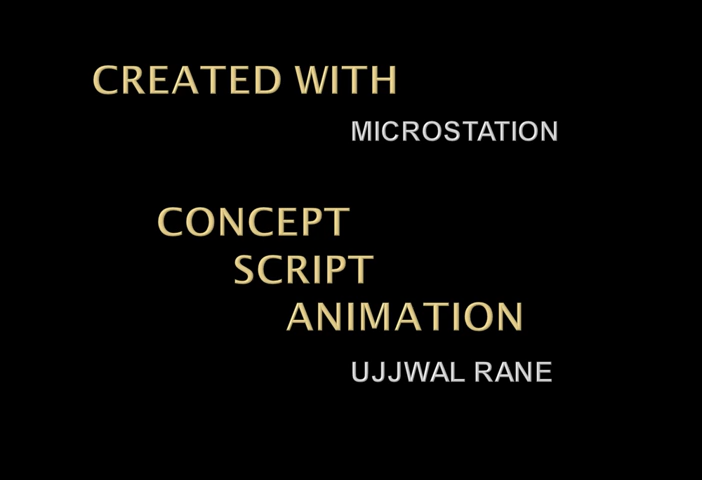 CREATED WITH
MICROSTATION
CONCEPT
SCRIPT
ANIMATION
UJJWAL RANE